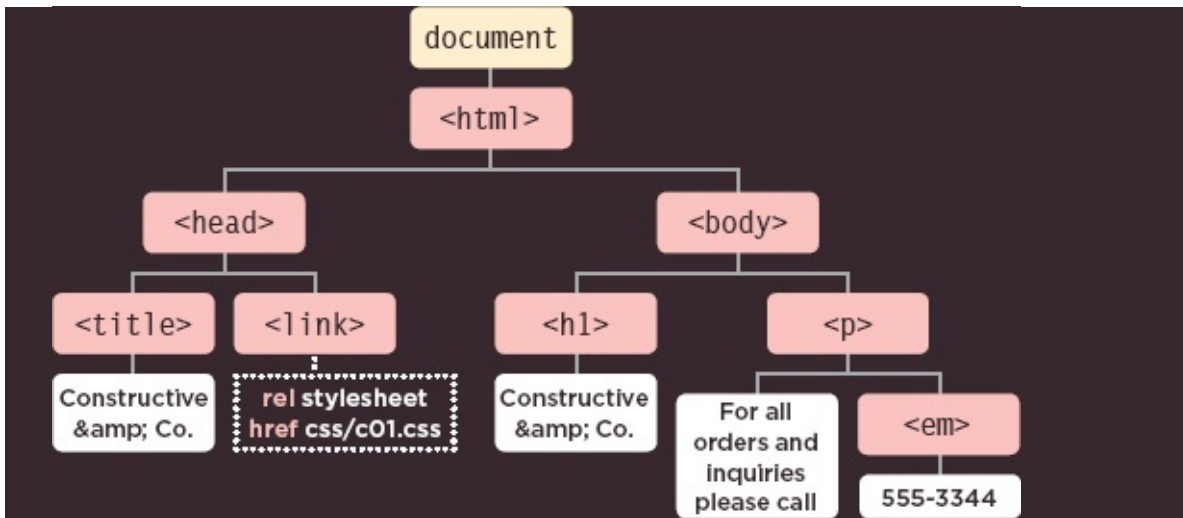 document
<html>
<head>
<body>
<title>
<link>
<h1>
<p>
Constructive
&amp; Co.
rel stylesheet
href css/c01.css
Constructive
&amp; Co.
For all
orders and
inquiries
please call
<em>
555-3344